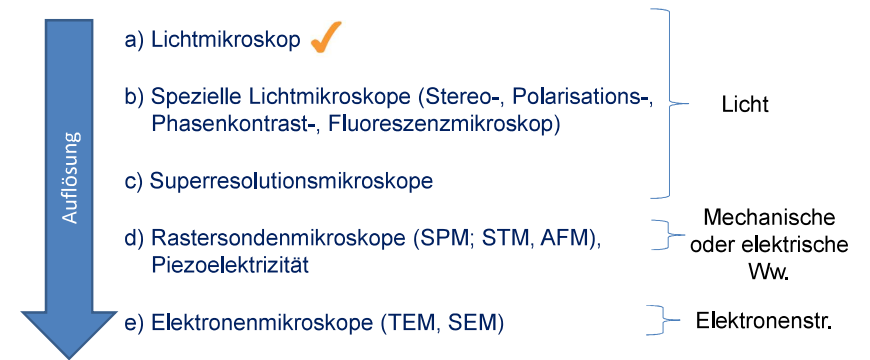 Auflösung
a) Lichtmikroskop
b) Spezielle Lichtmikroskope (Stereo-, Polarisations-,
Phasenkontrast-, Fluoreszenzmikroskop)
c) Superresolutionsmikroskope
d) Rastersondenmikroskope (SPM; STM, AFM),
Piezoelektrizität
e) Elektronenmikroskope (TEM, SEM)
Licht
Mechanische
oder elektrische
Ww.
Elektronenstr.